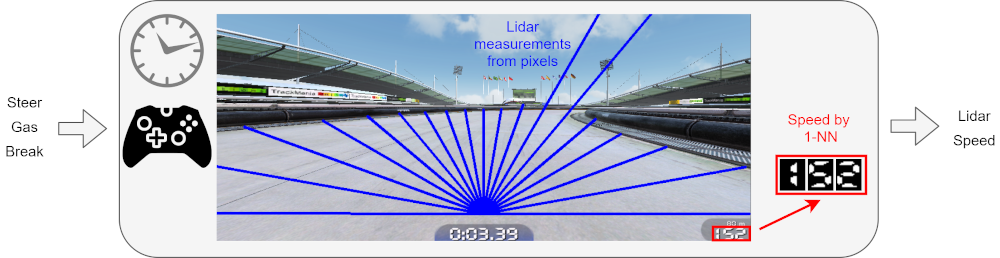 Steer
Gas
Break
Lidar
measurements
from pixels
TrackMania
0:03.39
80 m
152
Speed by
1-NN
152
Lidar
Speed